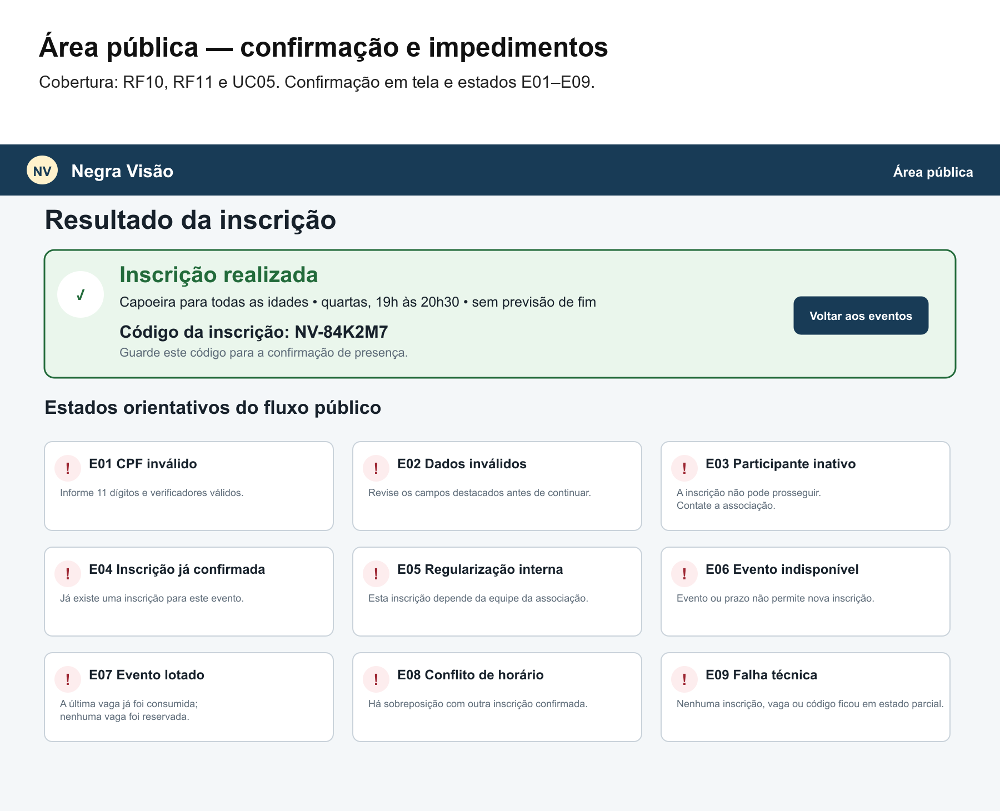 Área pública — confirmação e impedimentos
Cobertura: RF10, RF11 e UC05. Confirmação em tela e estados E01–E09.
NV
Negra Visão
Área pública
Resultado da inscrição
✓
Inscrição realizada
Capoeira para todas as idades • quartas, 19h às 20h30 • sem previsão de fim
Código da inscrição: NV-84K2M7
Guarde este código para a confirmação de presença.
Voltar aos eventos
Estados orientativos do fluxo público
! E01 CPF inválido
Informe 11 dígitos e verificadores válidos.
! E02 Dados inválidos
Revise os campos destacados antes de continuar.
! E03 Participante inativo
A inscrição não pode prosseguir.
Contate a associação.
! E04 Inscrição já confirmada
Já existe uma inscrição para este evento.
! E05 Regularização interna
Esta inscrição depende da equipe da associação.
! E06 Evento indisponível
Evento ou prazo não permite nova inscrição.
! E07 Evento lotado
A última vaga já foi consumida;
nenhuma vaga foi reservada.
! E08 Conflito de horário
Há sobreposição com outra inscrição confirmada.
! E09 Falha técnica
Nenhuma inscrição, vaga ou código ficou em estado parcial.